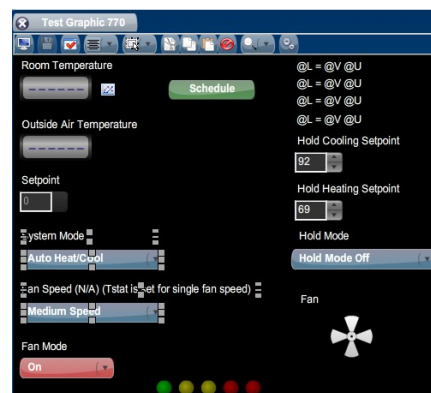 Test Graphic 770
Room Temperature
------
Schedule
Outside Air Temperature
------
Setpoint
0
System Mode
Auto Heat/Cool
Fan Speed (N/A) (Tstat is set for single fan speed)
Medium Speed
Fan Mode
On
@L = @V @U
@L = @V @U
@L = @V @U
@L = @V @U
Hold Cooling Setpoint
92
Hold Heating Setpoint
69
Hold Mode
Hold Mode Off
Fan